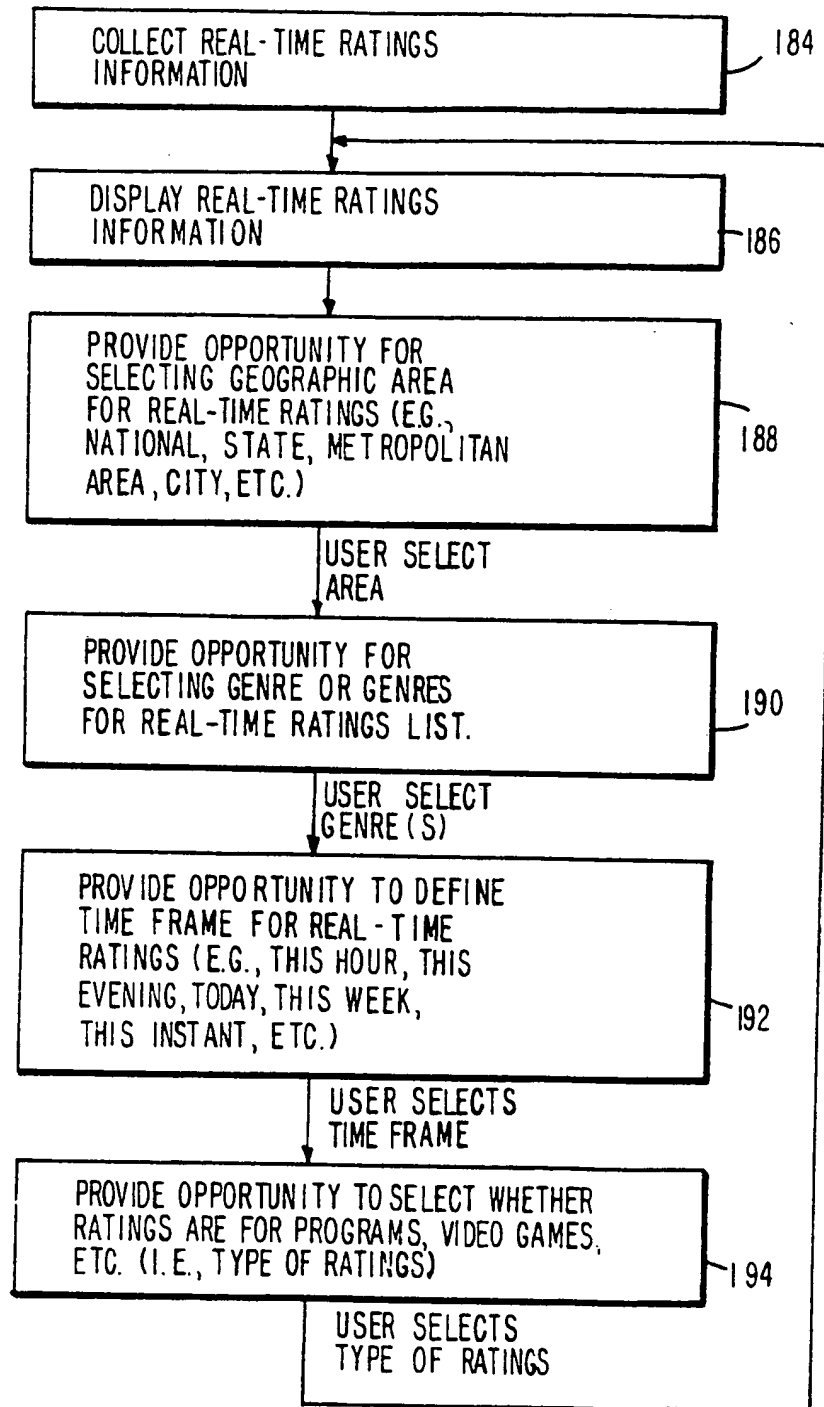 COLLECT REAL-TIME RATINGS
INFORMATION
184
DISPLAY REAL-TIME RATINGS
INFORMATION
186
PROVIDE OPPORTUNITY FOR
SELECTING GEOGRAPHIC AREA
FOR REAL-TIME RATINGS (E.G.,
NATIONAL, STATE, METROPOLITAN
AREA, CITY, ETC.)
188
USER SELECT
AREA
PROVIDE OPPORTUNITY FOR
SELECTING GENRE OR GENRES
FOR REAL-TIME RATINGS LIST.
190
USER SELECT
GENRE(S)
PROVIDE OPPORTUNITY TO DEFINE
TIME FRAME FOR REAL-TIME
RATINGS (E.G., THIS HOUR, THIS
EVENING, TODAY, THIS WEEK,
THIS INSTANT, ETC.)
192
USER SELECTS
TIME FRAME
PROVIDE OPPORTUNITY TO SELECT WHETHER
RATINGS ARE FOR PROGRAMS, VIDEO GAMES,
ETC. (I.E., TYPE OF RATINGS)
194
USER SELECTS
TYPE OF RATINGS